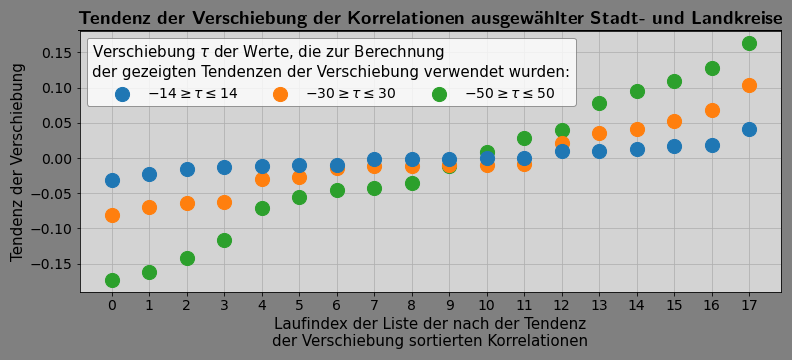 Tendenz der Verschiebung der Korrelationen ausgewählter Stadt- und Landkreise
Verschiebung τ der Werte, die zur Berechnung
der gezeigten Tendenzen der Verschiebung verwendet wurden:
−14 ≥ τ ≤ 14 −30 ≥ τ ≤ 30 −50 ≥ τ ≤ 50
Tendenz der Verschiebung
0.15
0.10
0.05
0.00
−0.05
−0.10
−0.15
0 1 2 3 4 5 6 7 8 9 10 11 12 13 14 15 16 17
Laufindex der Liste der nach der Tendenz
der Verschiebung sortierten Korrelationen